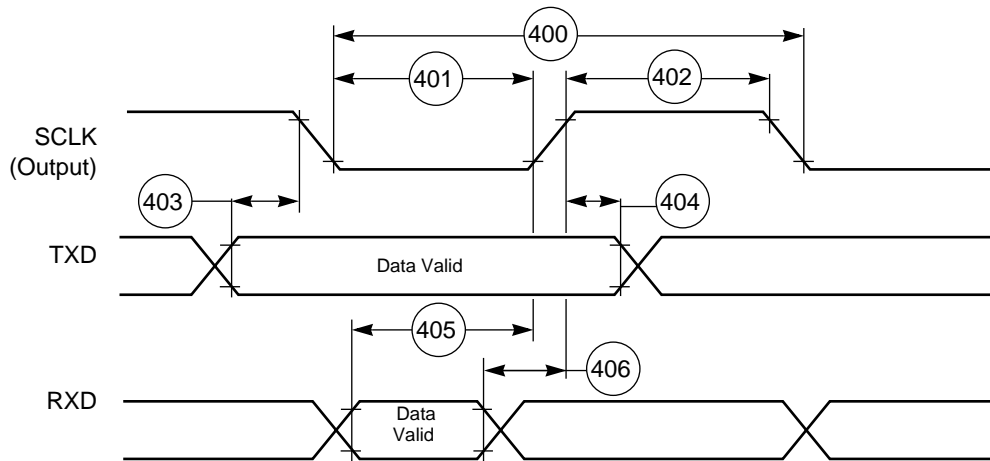 400
401
402
SCLK
(Output)
403
404
TXD
Data Valid
405
406
RXD
Data
Valid